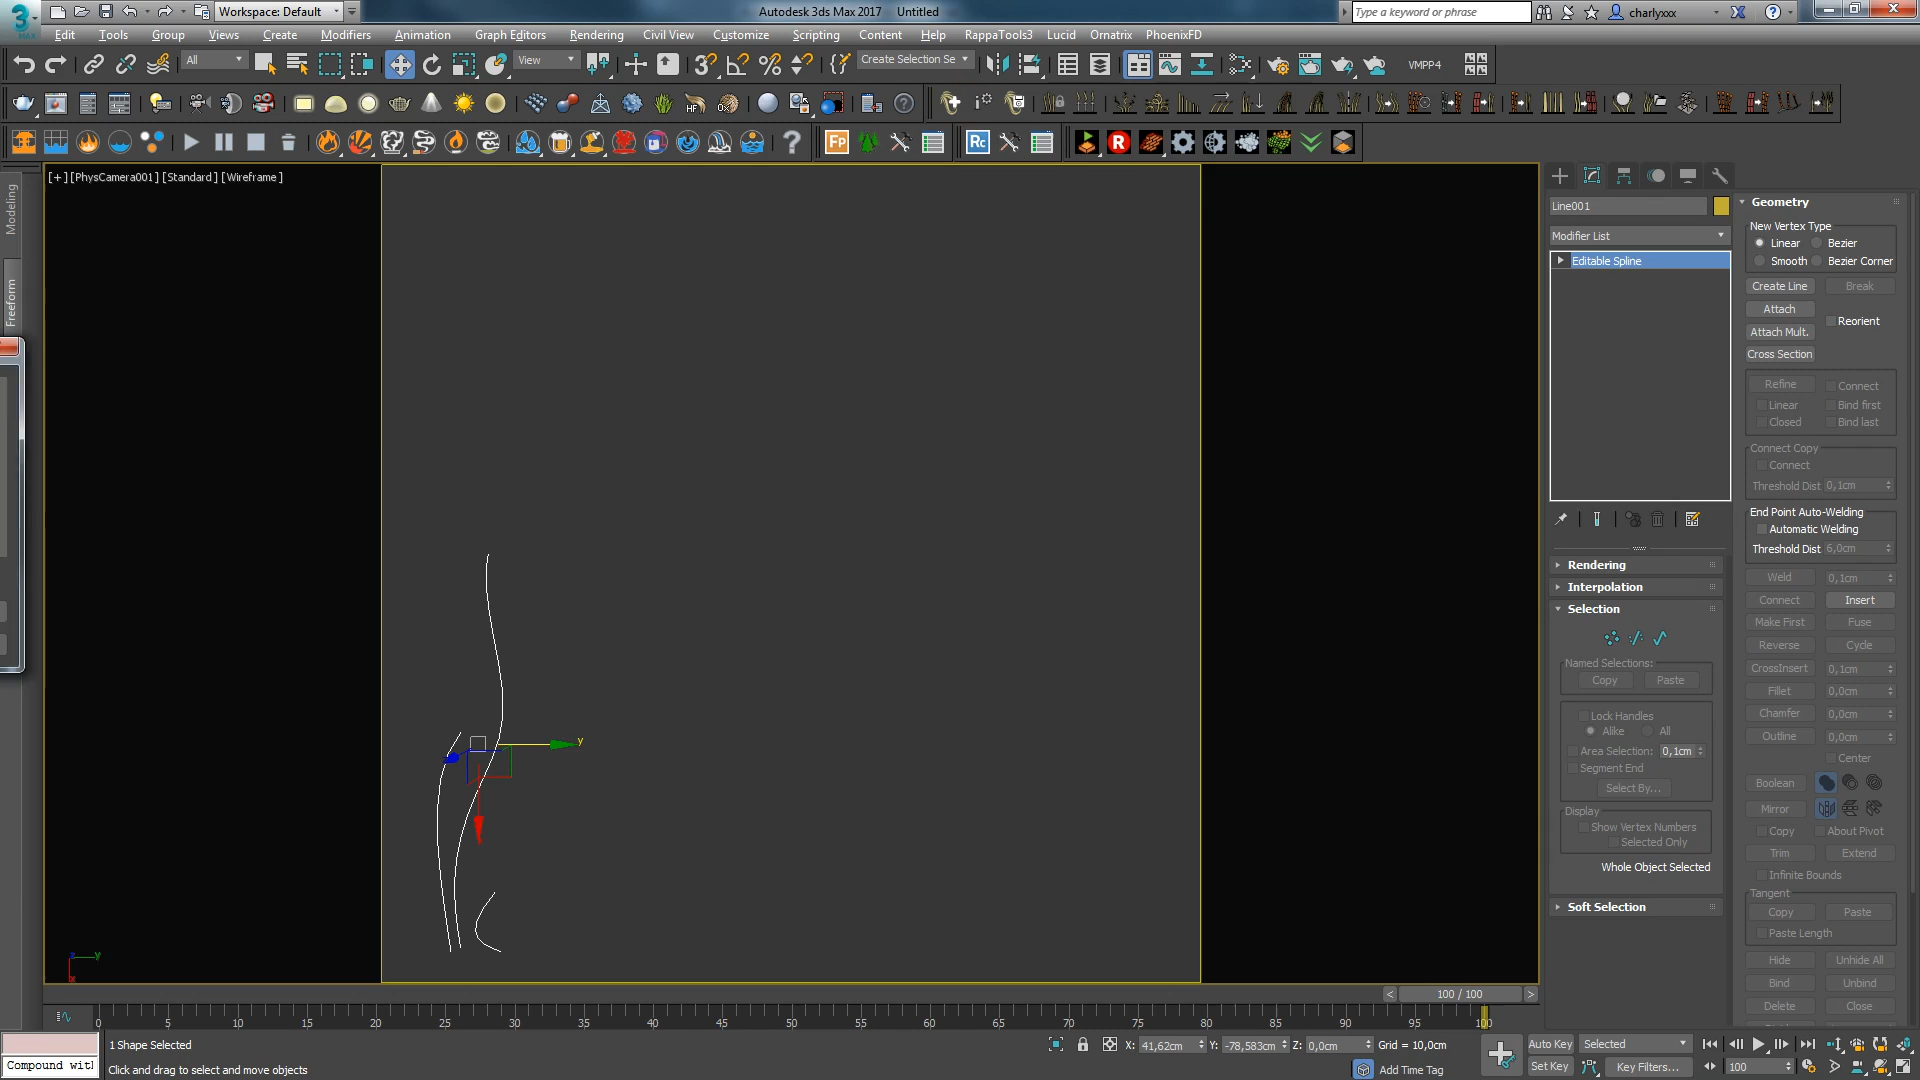 3
MAX
Workspace: Default
Autodesk 3ds Max 2017 Untitled
Type a keyword or phrase
charlyxxx
Edit Tools Group Views Create Modifiers Animation Graph Editors Rendering Civil View Customize Scripting Content Help RappaTools3 Lucid Ornatrix PhoenixFD
All
View
Create Selection Se
VMPP4
HF
Fp
Rc
R
[+] [PhysCamera001] [Standard] [Wireframe]
Modeling
Freeform
y
y
x
Line001
Modifier List
Editable Spline
Rendering
Interpolation
Selection
Named Selections:
Copy Paste
Lock Handles
Alike All
Area Selection: 0,1cm
Segment End
Select By...
Display
Show Vertex Numbers
Selected Only
Whole Object Selected
Soft Selection
Geometry
New Vertex Type
Linear Bezier
Smooth Bezier Corner
Create Line Break
Attach
Reorient
Attach Mult.
Cross Section
Refine Connect
Linear Bind first
Closed Bind last
Connect Copy
Connect
Threshold Dist 0,1cm
End Point Auto-Welding
Automatic Welding
Threshold Dist 6,0cm
Weld 0,1cm
Connect Insert
Make First Fuse
Reverse Cycle
CrossInsert 0,1cm
Fillet 0,0cm
Chamfer 0,0cm
Outline 0,0cm
Center
Boolean
Mirror
Copy About Pivot
Trim Extend
Infinite Bounds
Tangent
Copy Paste
Paste Length
Hide Unhide All
Bind Unbind
Delete Close
< 100 / 100 >
0 5 10 15 20 25 30 35 40 45 50 55 60 65 70 75 80 85 90 95 100
1 Shape Selected
X: 41,62cm Y: -78,583cm Z: 0,0cm Grid = 10,0cm
Auto Key Selected
Compound wit
Click and drag to select and move objects
Add Time Tag
Set Key Key Filters...
100